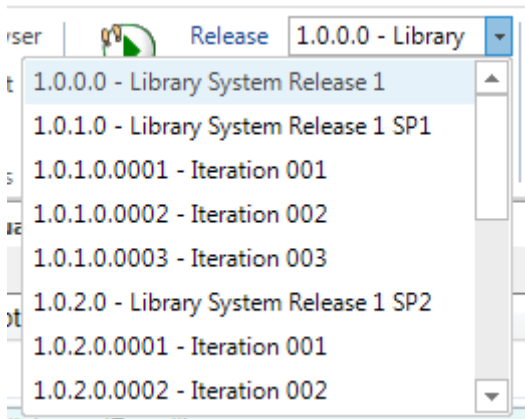 Release 1.0.0.0 - Library
1.0.0.0 - Library System Release 1
1.0.1.0 - Library System Release 1 SP1
1.0.1.0.0001 - Iteration 001
1.0.1.0.0002 - Iteration 002
1.0.1.0.0003 - Iteration 003
1.0.2.0 - Library System Release 1 SP2
1.0.2.0.0001 - Iteration 001
1.0.2.0.0002 - Iteration 002